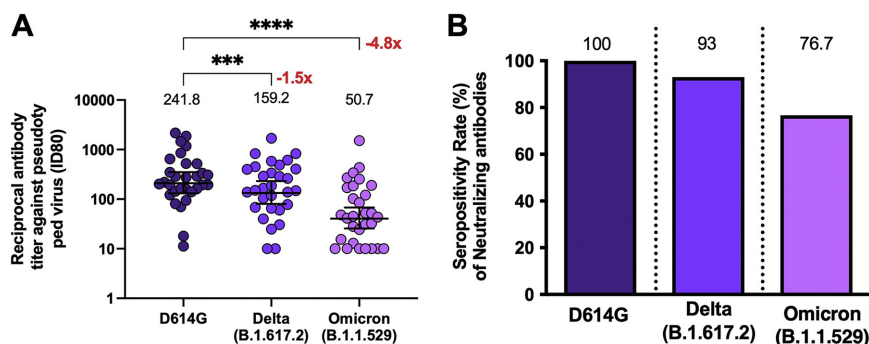 A
****
-4.8x
***
-1.5x
241.8 159.2 50.7
Reciprocal antibody
titer against pseudoty
ped virus (ID80)
10000
1000
100
10
1
D614G
Delta
(B.1.617.2)
Omicron
(B.1.1.529)
B
100 93 76.7
Seropositivity Rate (%)
of Neutralizing antibodies
100
80
60
40
20
0
D614G
Delta
(B.1.617.2)
Omicron
(B.1.1.529)